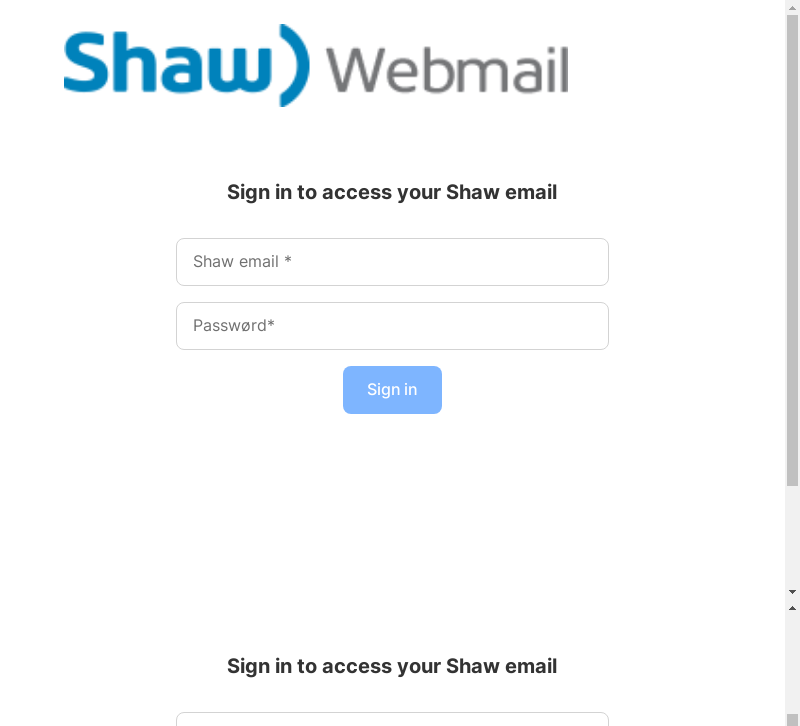 Shaw) Webmail
Sign in to access your Shaw email
Shaw email *
Passwørd*
Sign in
Sign in to access your Shaw email